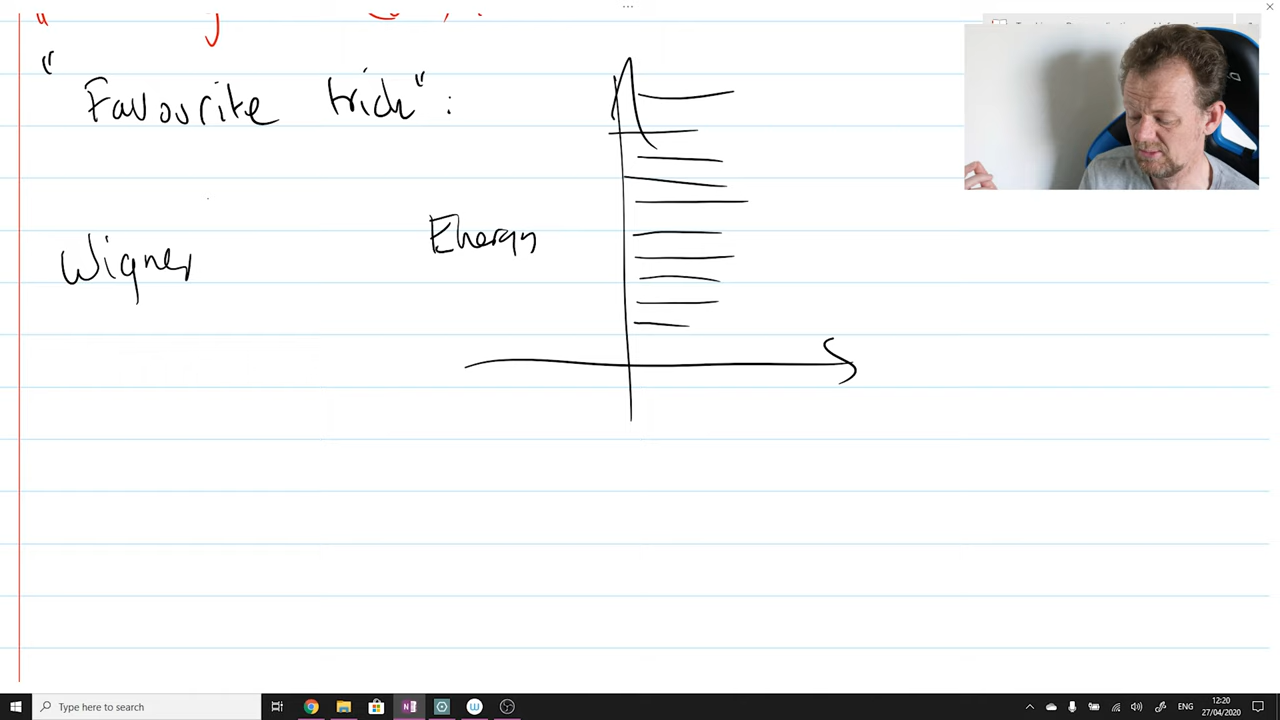 "Favourite trick":
Wigner
Energy
Type here to search
ENG
12:20
27/04/2020